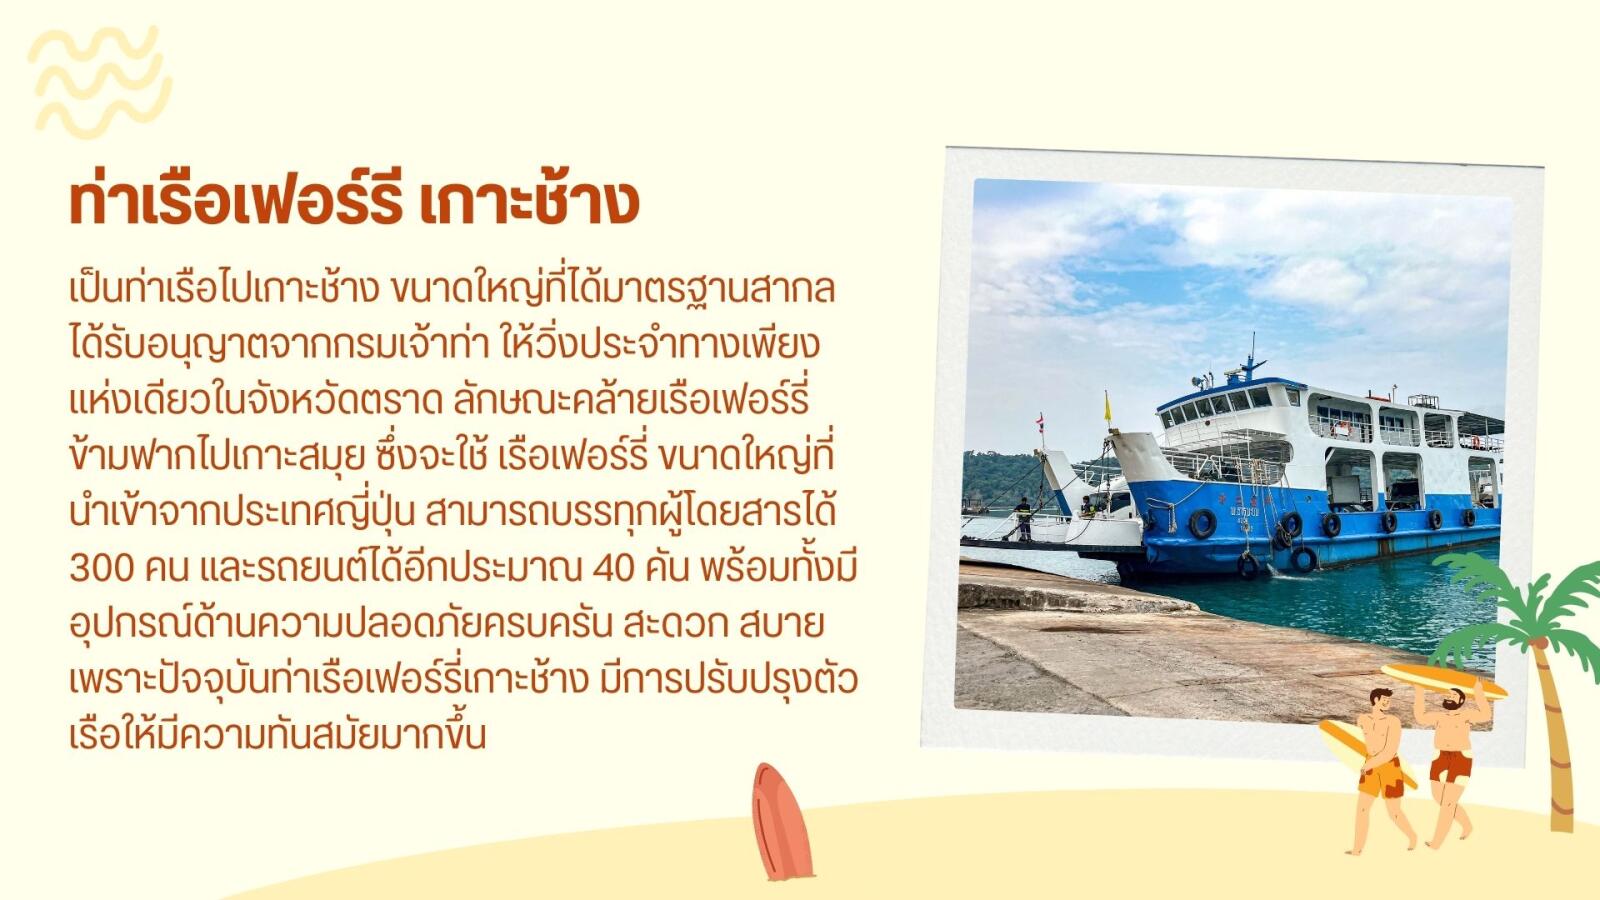 ท่าเรือเฟอร์รี เกาะช้าง
เป็นท่าเรือไปเกาะช้าง ขนาดใหญ่ที่ได้มาตรฐานสากล
ได้รับอนุญาตจากกรมเจ้าท่า ให้วิ่งประจำทางเพียง
แห่งเดียวในจังหวัดตราด ลักษณะคล้ายเรือเฟอร์รี่
ข้ามฟากไปเกาะสมุย ซึ่งจะใช้ เรือเฟอร์รี่ ขนาดใหญ่ที่
นำเข้าจากประเทศญี่ปุ่น สามารถบรรทุกผู้โดยสารได้
300 คน และรถยนต์ได้อีกประมาณ 40 คัน พร้อมทั้งมี
อุปกรณ์ด้านความปลอดภัยครบครัน สะดวก สบาย
เพราะปัจจุบันท่าเรือเฟอร์รี่เกาะช้าง มีการปรับปรุงตัว
เรือให้มีความทันสมัยมากขึ้น